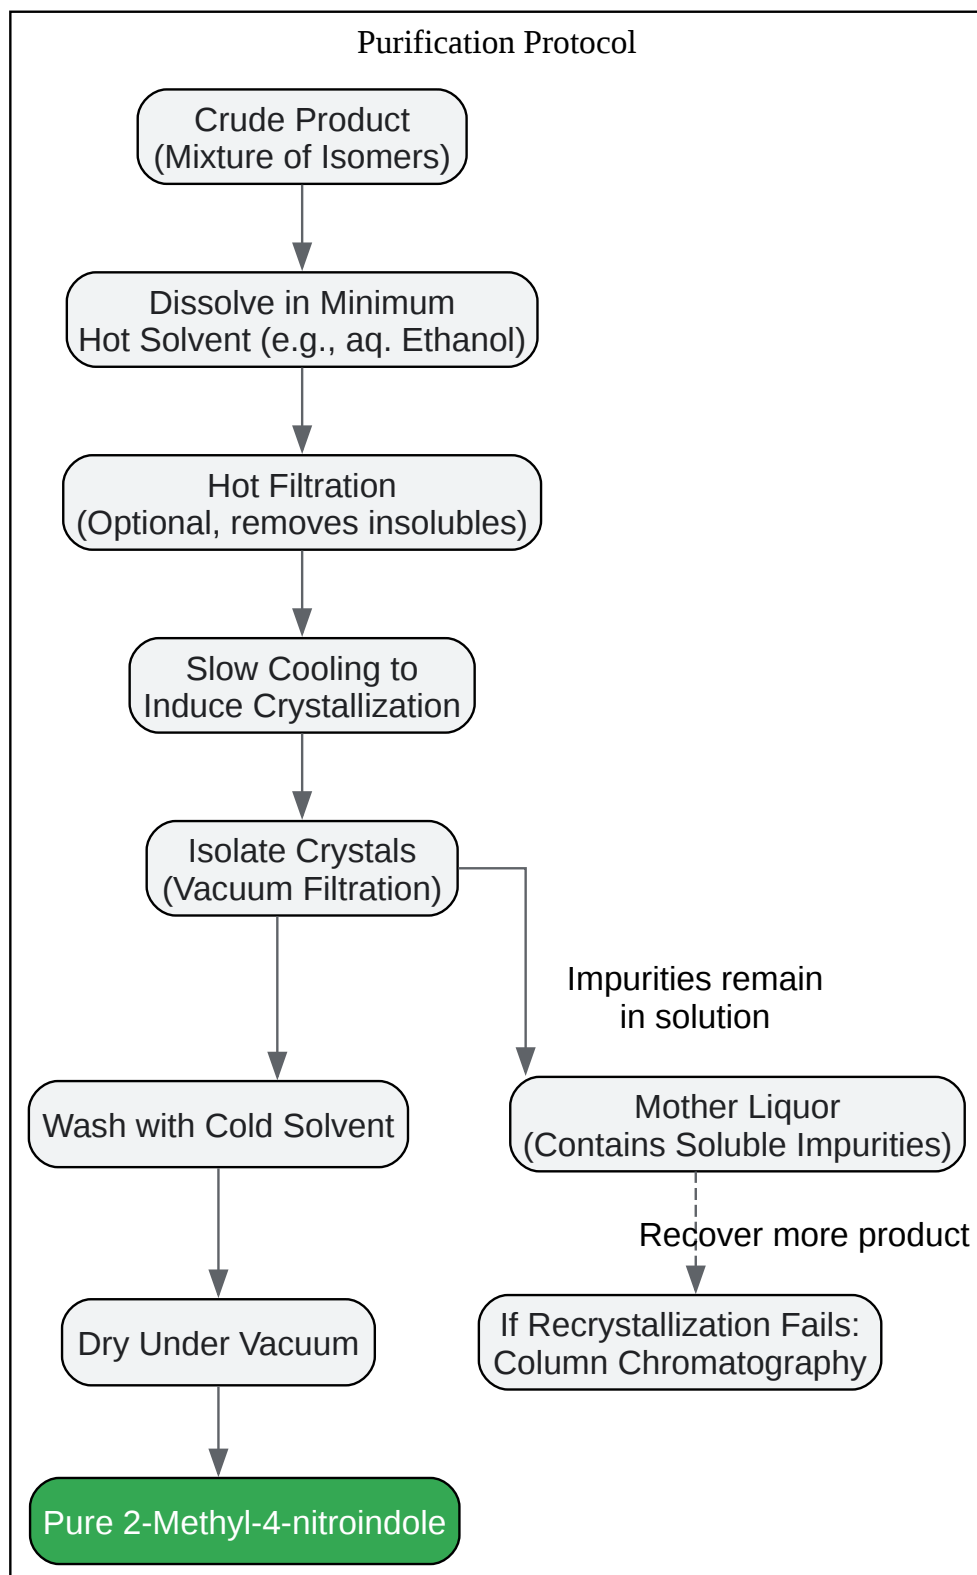 Purification Protocol
Crude Product
(Mixture of Isomers)
Dissolve in Minimum
Hot Solvent (e.g., aq. Ethanol)
Hot Filtration
(Optional, removes insolubles)
Slow Cooling to
Induce Crystallization
Isolate Crystals
(Vacuum Filtration)
Impurities remain
in solution
Wash with Cold Solvent
Mother Liquor
(Contains Soluble Impurities)
Recover more product
Dry Under Vacuum
If Recrystallization Fails:
Column Chromatography
Pure 2-Methyl-4-nitroindole